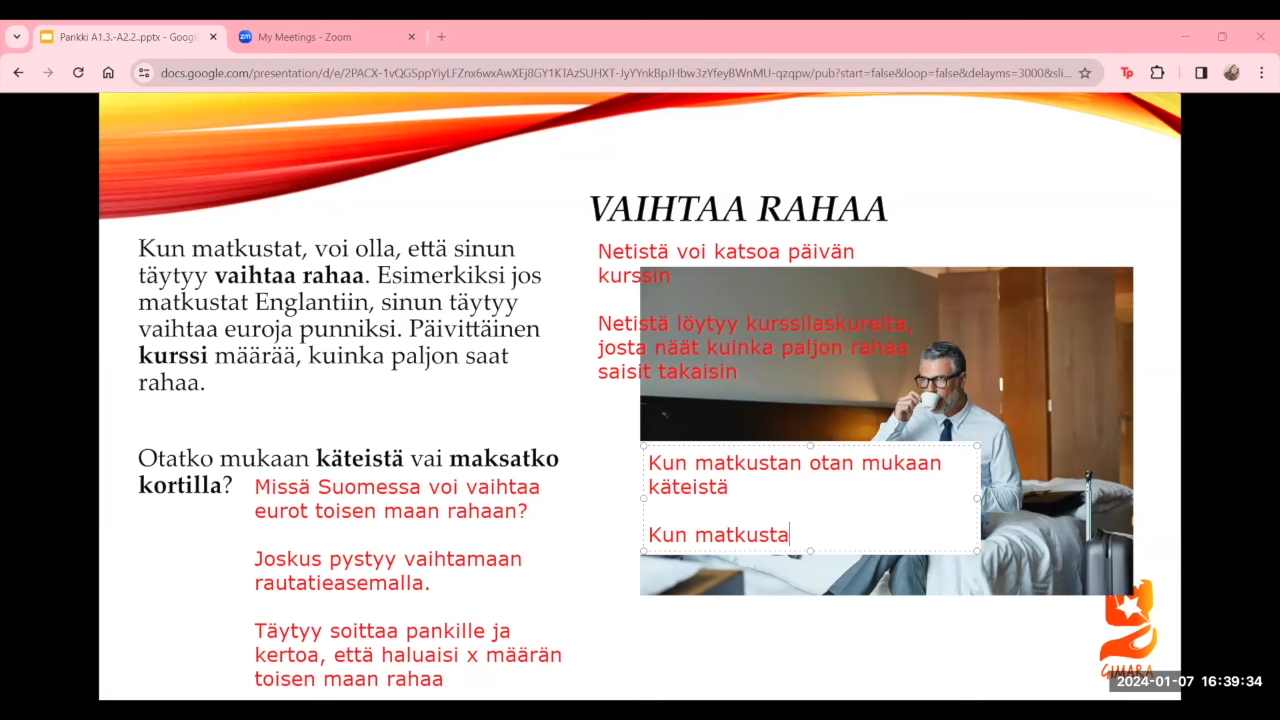 Pankki A1.3.-A2.2..pptx - Goog
My Meetings - Zoom
docs.google.com/presentation/d/e/2PACX-1vQGSppYiyLFZnx6wxAwXEj8GY1KTAzSUHXT-JyYYnkBpJHbw3zYfeyBWnMU-qzqpw/pub?start=false&loop=false&delayms=3000&sli...
VAIHTAA RAHAA
Kun matkustat, voi olla, että sinun
täytyy vaihtaa rahaa. Esimerkiksi jos
matkustat Englantiin, sinun täytyy
vaihtaa euroja punniksi. Päivittäinen
kurssi määrää, kuinka paljon saat
rahaa.
Otatko mukaan käteistä vai maksatko
kortilla?
Missä Suomessa voi vaihtaa
eurot toisen maan rahaan?
Joskus pystyy vaihtamaan
rautatieasemalla.
Täytyy soittaa pankille ja
kertoa, että haluaisi x määrän
toisen maan rahaa
Netistä voi katsoa päivän
kurssin
Netistä löytyy kurssilaskureita,
josta näät kuinka paljon rahaa
saisit takaisin
Kun matkustan otan mukaan
käteistä
Kun matkusta
GIMARA
2024-01-07 16:39:34